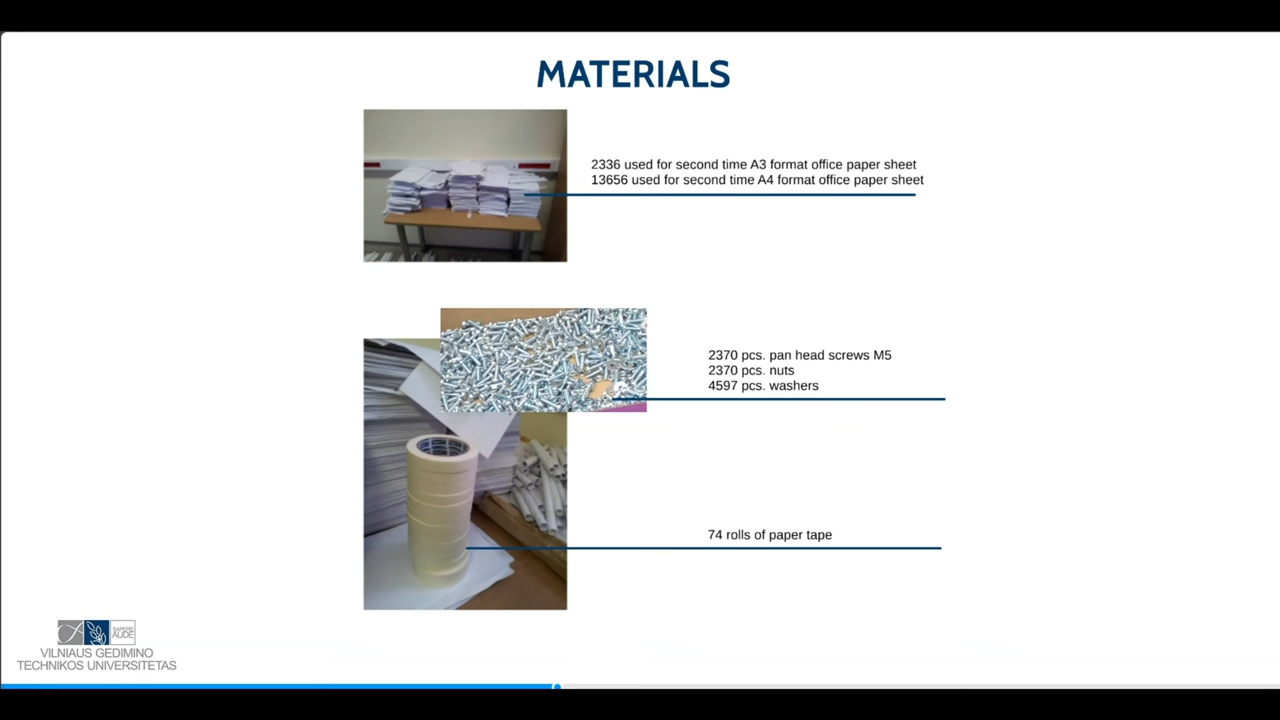 MATERIALS
2336 used for second time A3 format office paper sheet
13656 used for second time A4 format office paper sheet
2370 pcs. pan head screws M5
2370 pcs. nuts
4597 pcs. washers
74 rolls of paper tape
SAPERE
AUDE
VILNIAUS GEDIMINO
TECHNIKOS UNIVERSITETAS